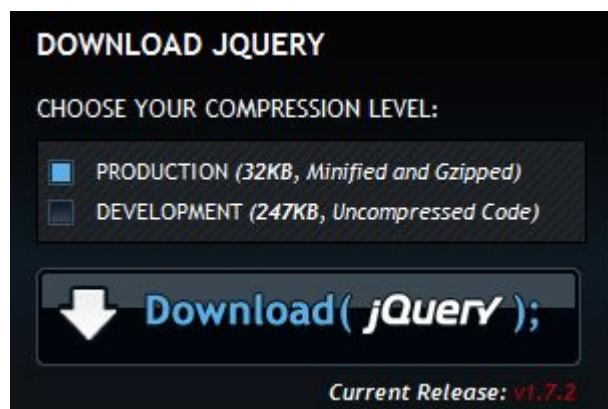 DOWNLOAD JQUERY
CHOOSE YOUR COMPRESSION LEVEL:
PRODUCTION (32KB, Minified and Gzipped)
DEVELOPMENT (247KB, Uncompressed Code)
Download( jQuery );
Current Release: v1.7.2